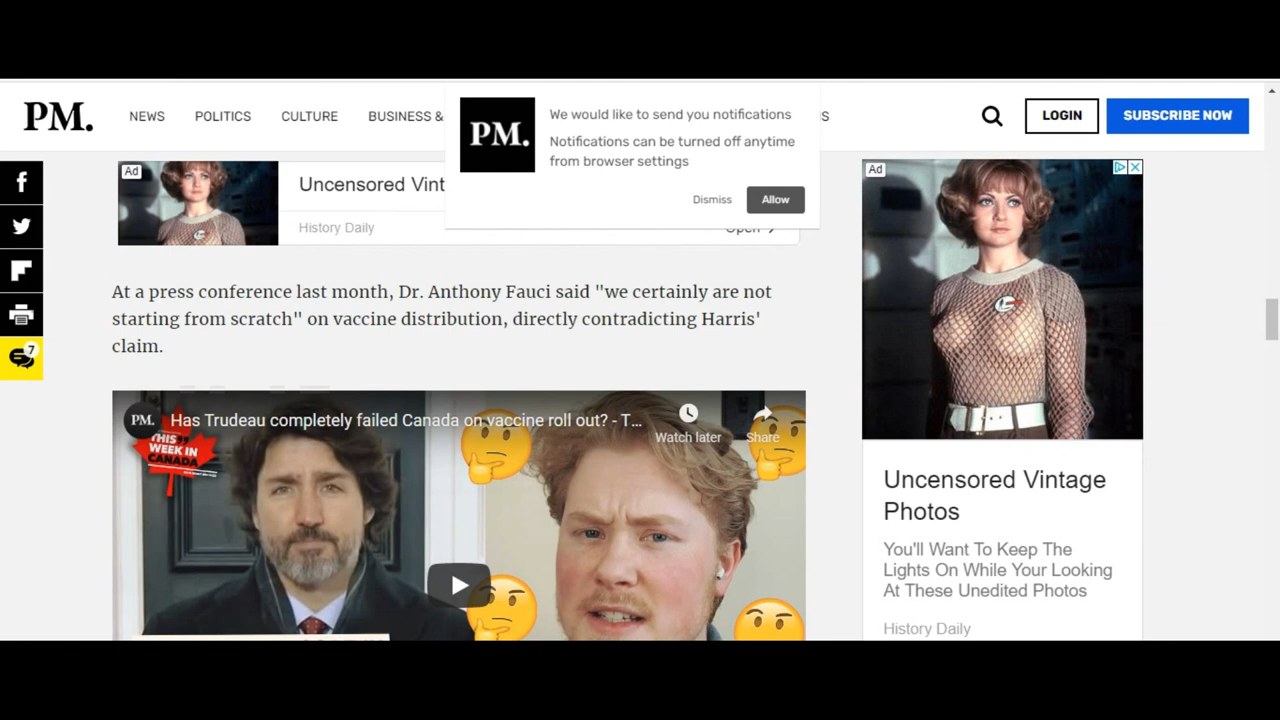 PM.
NEWS
POLITICS
CULTURE
BUSINESS &
We would like to send you notifications
Notifications can be turned off anytime
from browser settings
Dismiss
Allow
PM.
S
LOGIN
SUBSCRIBE NOW
Ad
Uncensored Vint
History Daily
Open
Ad
7
At a press conference last month, Dr. Anthony Fauci said "we certainly are not
starting from scratch" on vaccine distribution, directly contradicting Harris'
claim.
PM.
Has Trudeau completely failed Canada on vaccine roll out? - T...
Watch later
Share
THIS
WEEK IN
CANADA
Uncensored Vintage
Photos
You'll Want To Keep The
Lights On While Your Looking
At These Unedited Photos
History Daily